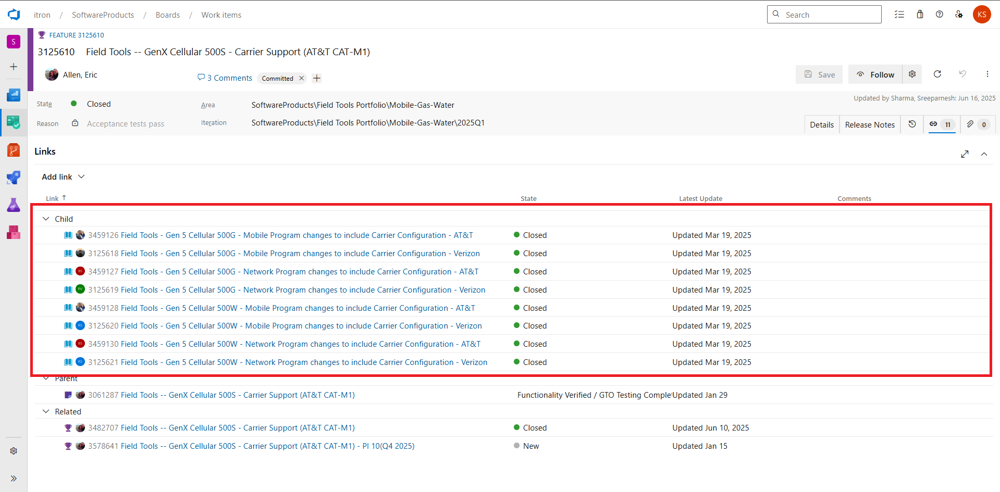 itron / SoftwareProducts / Boards / Work items
Search
KS
S
FEATURE 3125610
3125610 Field Tools -- GenX Cellular 500S - Carrier Support (AT&T CAT-M1)
Allen, Eric
3 Comments
Committed
Save
Follow
State
Closed
Area
SoftwareProducts\Field Tools Portfolio\Mobile-Gas-Water
Updated by Sharma, Sreeparnesh: Jun 16, 2025
Reason
Acceptance tests pass
Iteration
SoftwareProducts\Field Tools Portfolio\Mobile-Gas-Water\2025Q1
Details
Release Notes
11
0
Links
Add link
Link State Latest Update Comments
Child
3459126 Field Tools - Gen 5 Cellular 500G - Mobile Program changes to include Carrier Configuration - AT&T Closed Updated Mar 19, 2025
3125618 Field Tools - Gen 5 Cellular 500G - Mobile Program changes to include Carrier Configuration - Verizon Closed Updated Mar 19, 2025
BS 3459127 Field Tools - Gen 5 Cellular 500G - Network Program changes to include Carrier Configuration - AT&T Closed Updated Mar 19, 2025
PV 3125619 Field Tools - Gen 5 Cellular 500G - Network Program changes to include Carrier Configuration - Verizon Closed Updated Mar 19, 2025
3459128 Field Tools - Gen 5 Cellular 500W - Mobile Program changes to include Carrier Configuration - AT&T Closed Updated Mar 19, 2025
RS 3125620 Field Tools - Gen 5 Cellular 500W - Mobile Program changes to include Carrier Configuration - Verizon Closed Updated Mar 19, 2025
BS 3459130 Field Tools - Gen 5 Cellular 500W - Network Program changes to include Carrier Configuration - AT&T Closed Updated Mar 19, 2025
RS 3125621 Field Tools - Gen 5 Cellular 500W - Network Program changes to include Carrier Configuration - Verizon Closed Updated Mar 19, 2025
Parent
3061287 Field Tools -- GenX Cellular 500S - Carrier Support (AT&T CAT-M1) Functionality Verified / GTO Testing Complet Updated Jan 29
Related
3482707 Field Tools -- GenX Cellular 500S - Carrier Support (AT&T CAT-M1) Closed Updated Jun 10, 2025
3578641 Field Tools -- GenX Cellular 500S - Carrier Support (AT&T CAT-M1) - PI 10(Q4 2025) New Updated Jan 15